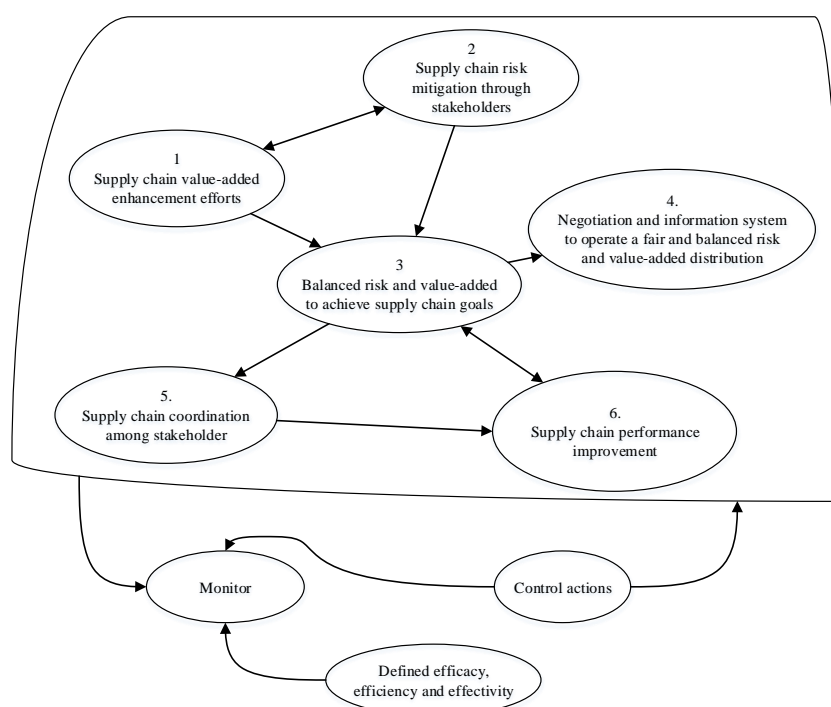 2
Supply chain risk
mitigation through
stakeholders
1
Supply chain value-added
enhancement efforts
4.
Negotiation and information system
to operate a fair and balanced risk
and value-added distribution
3
Balanced risk and value-added
to achieve supply chain goals
5.
Supply chain coordination
among stakeholder
6.
Supply chain performance
improvement
Monitor
Control actions
Defined efficacy,
efficiency and effectivity